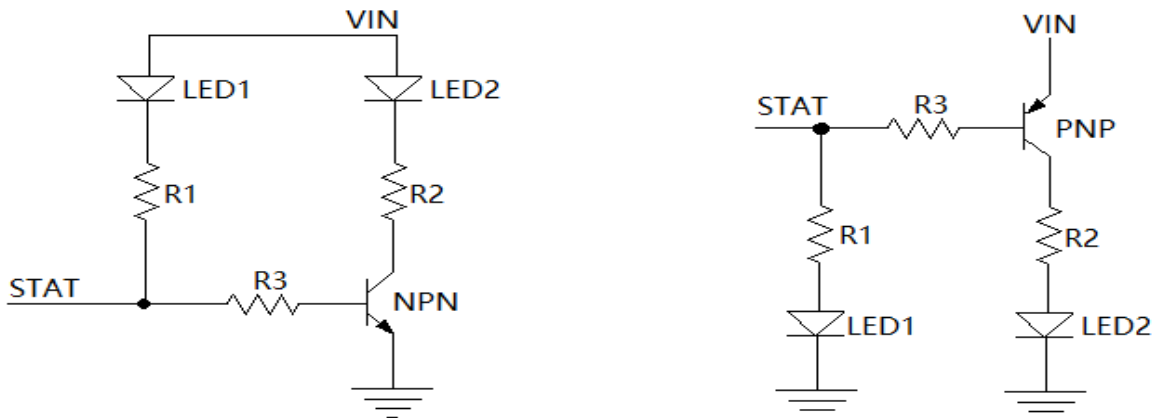 VIN
LED1
LED2
R1
R2
STAT
R3
NPN
VIN
STAT
R3
PNP
R1
R2
LED1
LED2